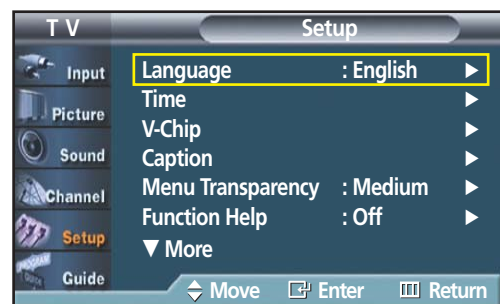 T V
Setup
Input
Picture
Sound
Channel
Setup
Guide
Language : English ►
Time ►
V-Chip ►
Caption ►
Menu Transparency : Medium ►
Function Help : Off ►
▼ More
Move Enter Return